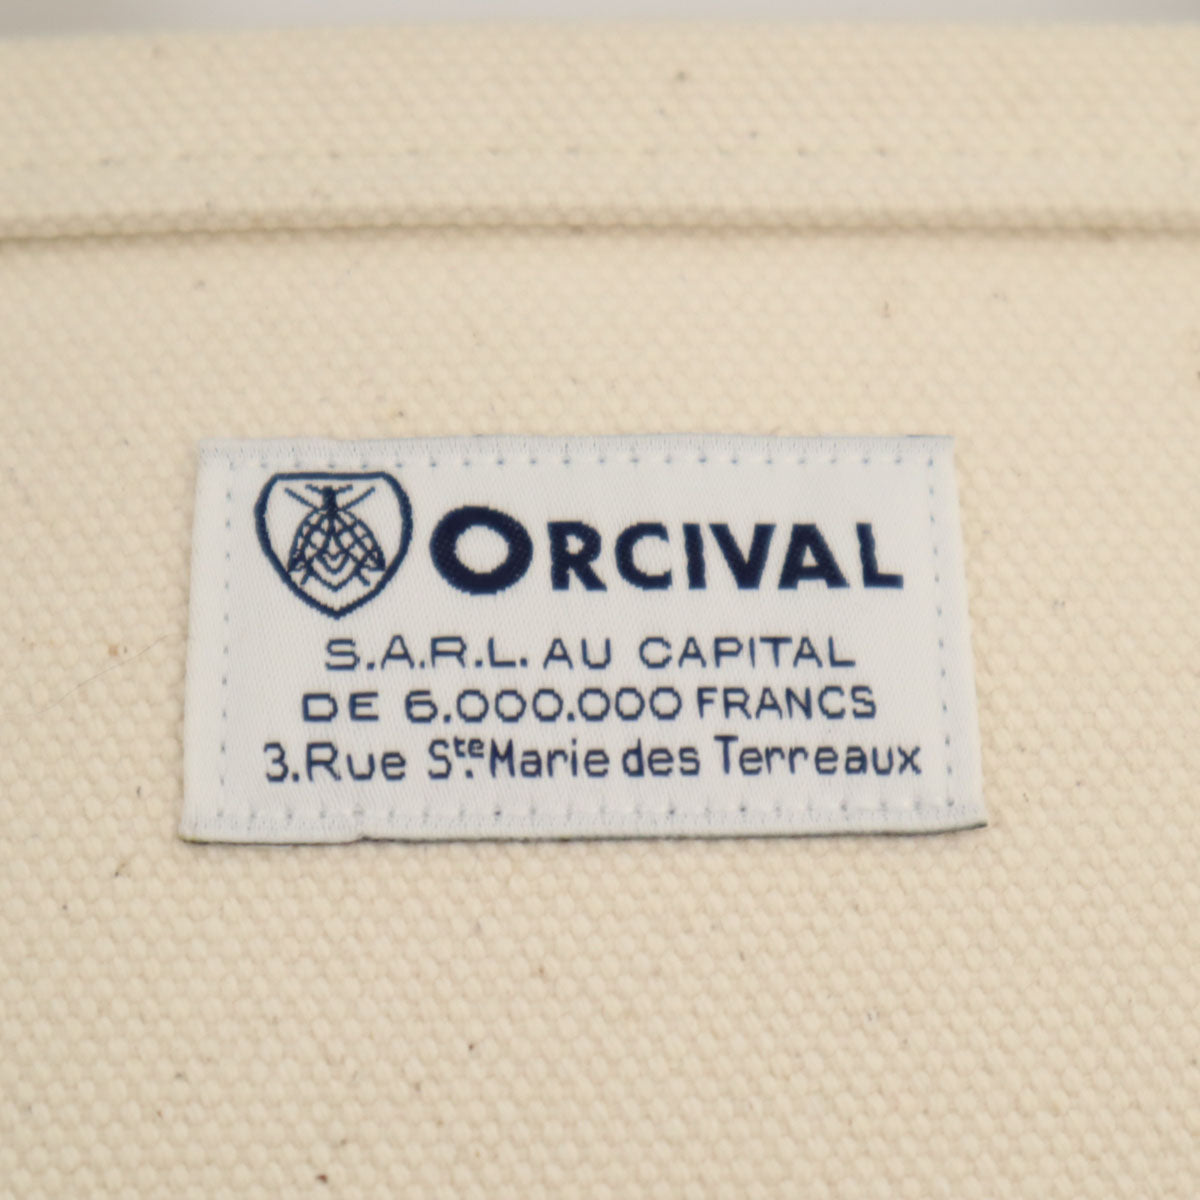 ORCIVAL
S.A.R.L. AU CAPITAL
DE 6.000.000 FRANCS
3.Rue Ste. Marie des Terreaux